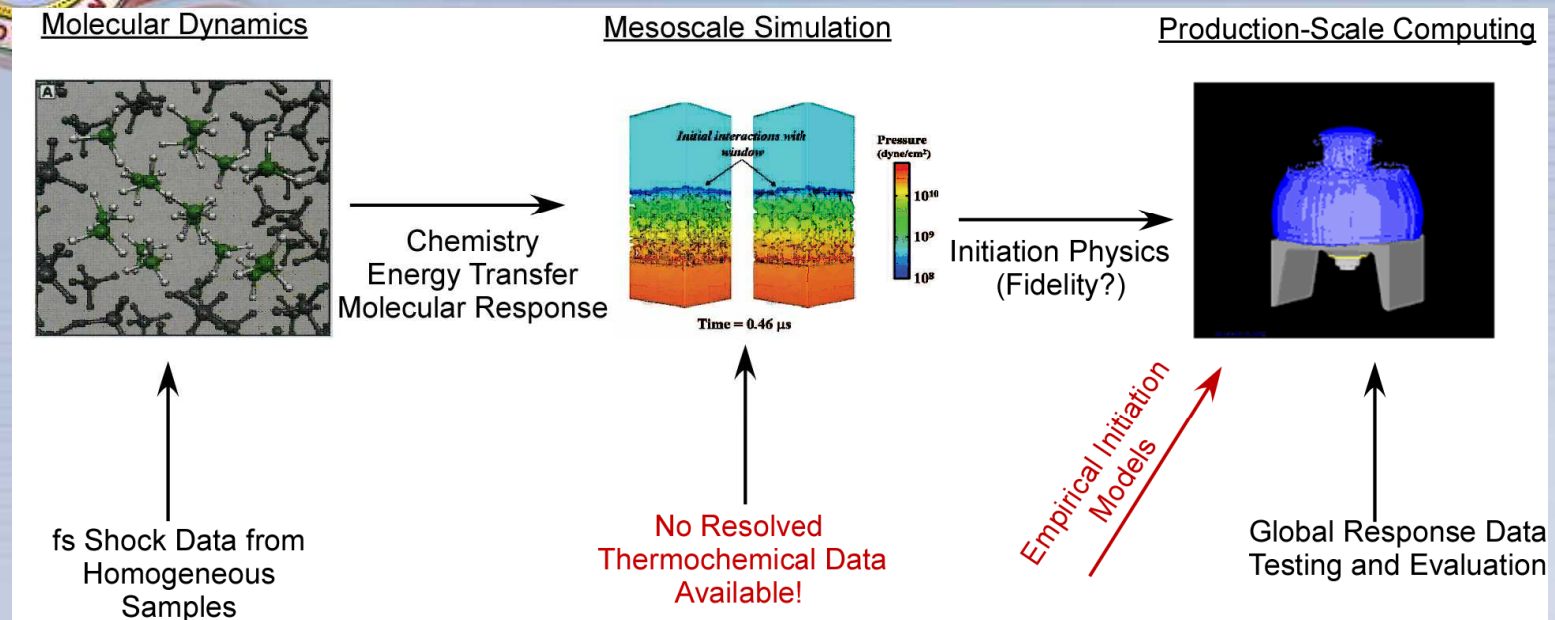 Molecular Dynamics
Mesoscale Simulation
Production-Scale Computing
A
Initial interactions with
window
Pressure
(dyne/cm²)
10¹⁰
10⁹
10⁸
Time = 0.46 μs
Chemistry
Energy Transfer
Molecular Response
Initiation Physics
(Fidelity?)
fs Shock Data from
Homogeneous
Samples
No Resolved
Thermochemical Data
Available!
Empirical Initiation
Models
Global Response Data
Testing and Evaluation